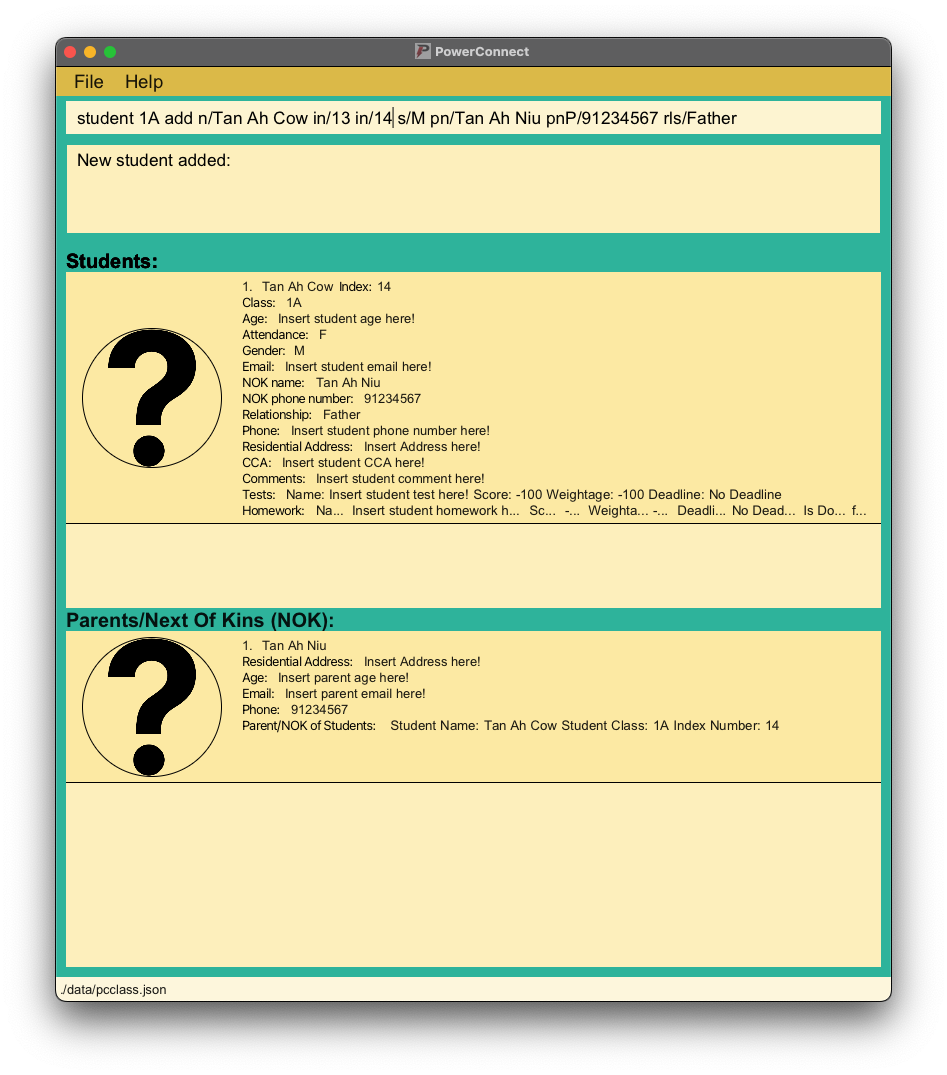 PowerConnect
File Help
student 1A add n/Tan Ah Cow in/13 in/14 s/M pn/Tan Ah Niu pnP/91234567 rls/Father
New student added:
Students:
1. Tan Ah Cow Index: 14
Class: 1A
Age: Insert student age here!
Attendance: F
Gender: M
Email: Insert student email here!
NOK name: Tan Ah Niu
NOK phone number: 91234567
Relationship: Father
Phone: Insert student phone number here!
Residential Address: Insert Address here!
CCA: Insert student CCA here!
Comments: Insert student comment here!
Tests: Name: Insert student test here! Score: -100 Weightage: -100 Deadline: No Deadline
Homework: Na... Insert student homework h... Sc... -... Weighta... -... Deadli... No Dead... Is Do... f...
Parents/Next Of Kins (NOK):
1. Tan Ah Niu
Residential Address: Insert Address here!
Age: Insert parent age here!
Email: Insert parent email here!
Phone: 91234567
Parent/NOK of Students: Student Name: Tan Ah Cow Student Class: 1A Index Number: 14
./data/pcclass.json